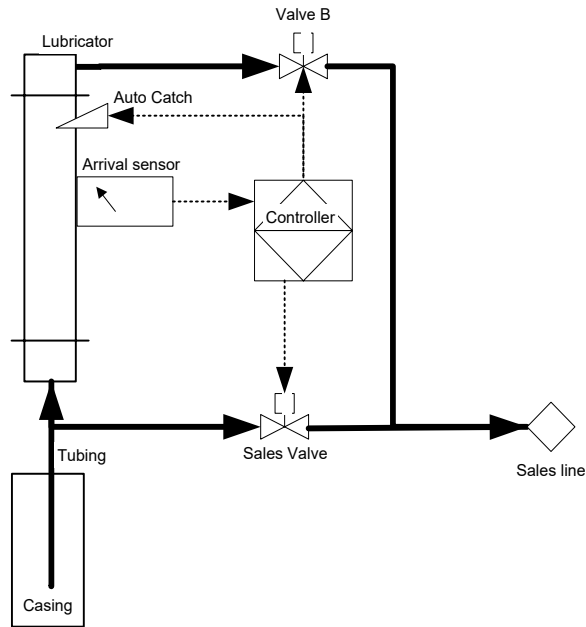 Valve B
Lubricator
Auto Catch
Arrival sensor
Controller
Tubing
Sales Valve
Sales line
Casing